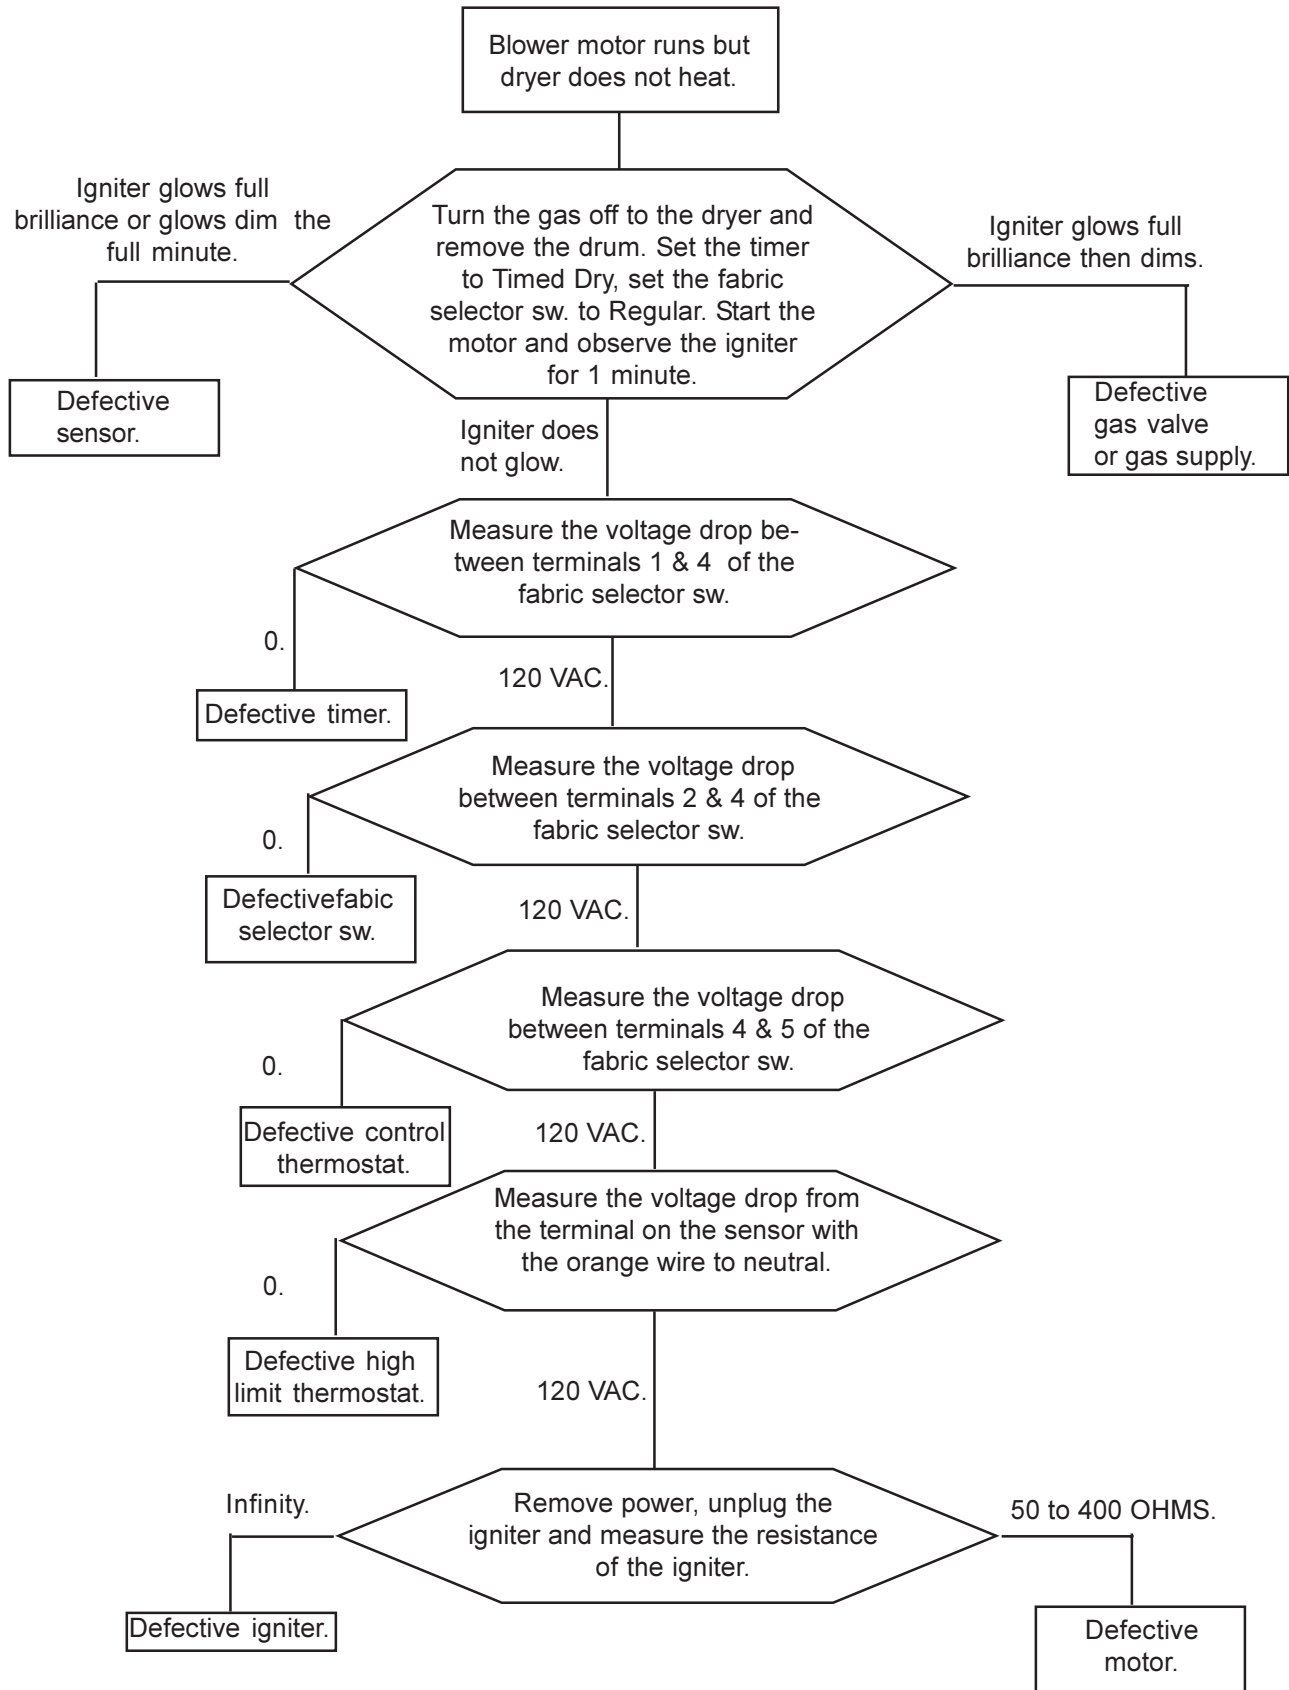 Blower motor runs but
dryer does not heat.
Igniter glows full
brilliance or glows dim the
full minute.
Turn the gas off to the dryer and
remove the drum. Set the timer
to Timed Dry, set the fabric
selector sw. to Regular. Start the
motor and observe the igniter
for 1 minute.
Igniter glows full
brilliance then dims.
Defective
sensor.
Defective
gas valve
or gas supply.
Igniter does
not glow.
Measure the voltage drop be-
tween terminals 1 & 4 of the
fabric selector sw.
0.
120 VAC.
Defective timer.
Measure the voltage drop
between terminals 2 & 4 of the
fabric selector sw.
0.
120 VAC.
Defectivefabic
selector sw.
Measure the voltage drop
between terminals 4 & 5 of the
fabric selector sw.
0.
120 VAC.
Defective control
thermostat.
Measure the voltage drop from
the terminal on the sensor with
the orange wire to neutral.
0.
120 VAC.
Defective high
limit thermostat.
Infinity.
Remove power, unplug the
igniter and measure the resistance
of the igniter.
50 to 400 OHMS.
Defective igniter.
Defective
motor.